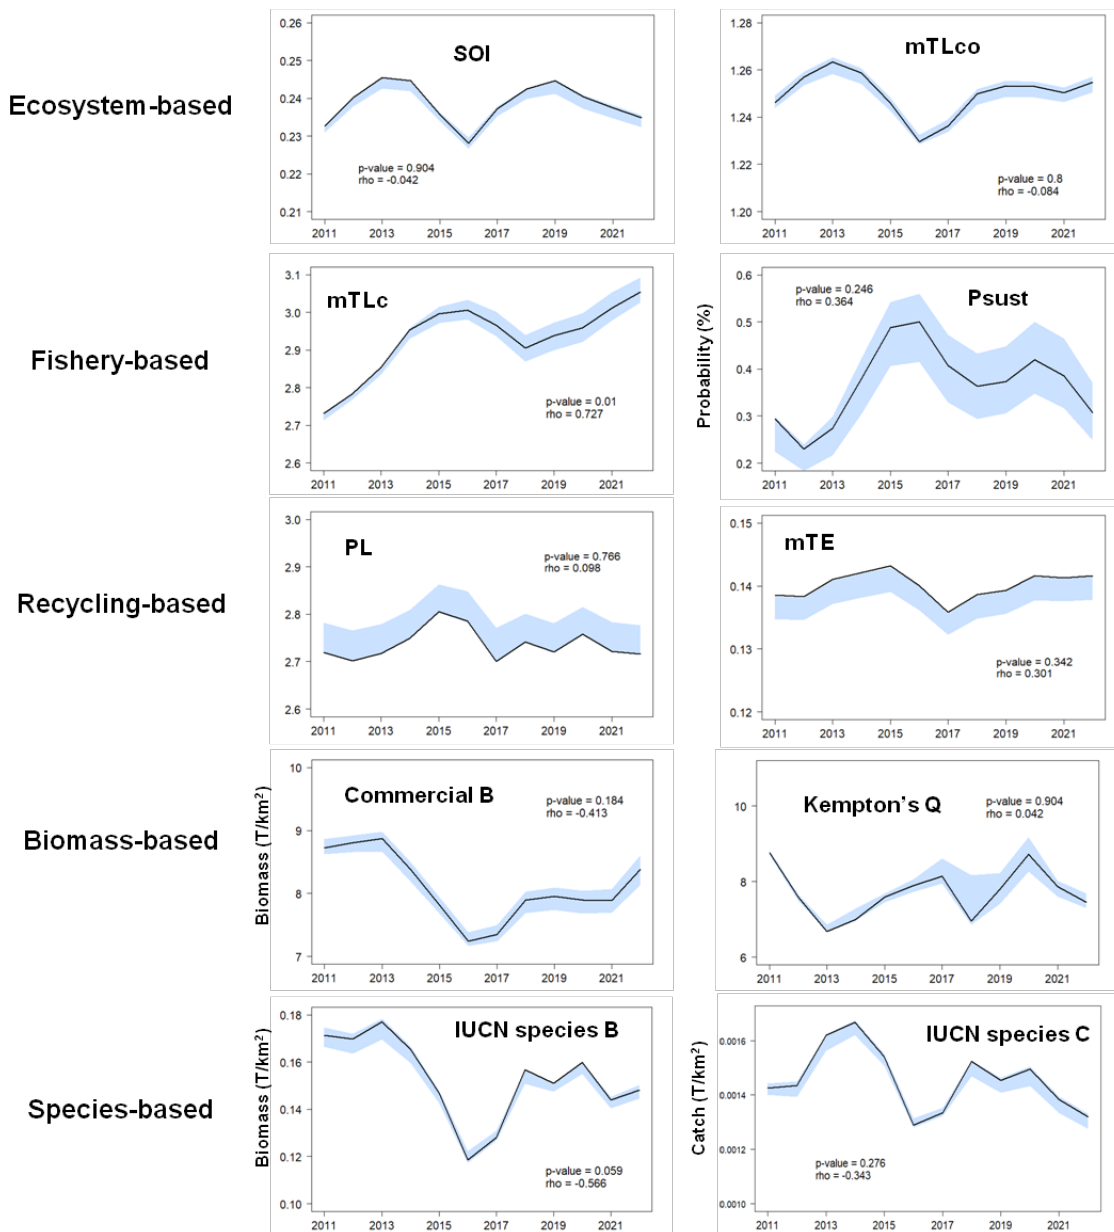 Ecosystem-based
SOI
0.26
0.25
0.24
0.23
0.22
0.21
p-value = 0.904
rho = -0.042
2011 2013 2015 2017 2019 2021
mTLco
1.28
1.26
1.24
1.22
1.20
p-value = 0.8
rho = -0.084
2011 2013 2015 2017 2019 2021
Fishery-based
mTLc
3.1
3.0
2.9
2.8
2.7
2.6
p-value = 0.01
rho = 0.727
2011 2013 2015 2017 2019 2021
Psust
Probability (%)
0.6
0.5
0.4
0.3
0.2
p-value = 0.246
rho = 0.364
2011 2013 2015 2017 2019 2021
Recycling-based
PL
3.0
2.9
2.8
2.7
2.6
p-value = 0.766
rho = 0.098
2011 2013 2015 2017 2019 2021
mTE
0.15
0.14
0.13
0.12
p-value = 0.342
rho = 0.301
2011 2013 2015 2017 2019 2021
Biomass-based
Commercial B
Biomass (T/km²)
10
9
8
7
p-value = 0.184
rho = -0.413
2011 2013 2015 2017 2019 2021
Kempton's Q
10
8
6
p-value = 0.904
rho = 0.042
2011 2013 2015 2017 2019 2021
Species-based
IUCN species B
Biomass (T/km²)
0.18
0.16
0.14
0.12
0.10
p-value = 0.059
rho = -0.566
2011 2013 2015 2017 2019 2021
IUCN species C
Catch (T/km²)
0.0016
0.0014
0.0012
0.0010
p-value = 0.276
rho = -0.343
2011 2013 2015 2017 2019 2021